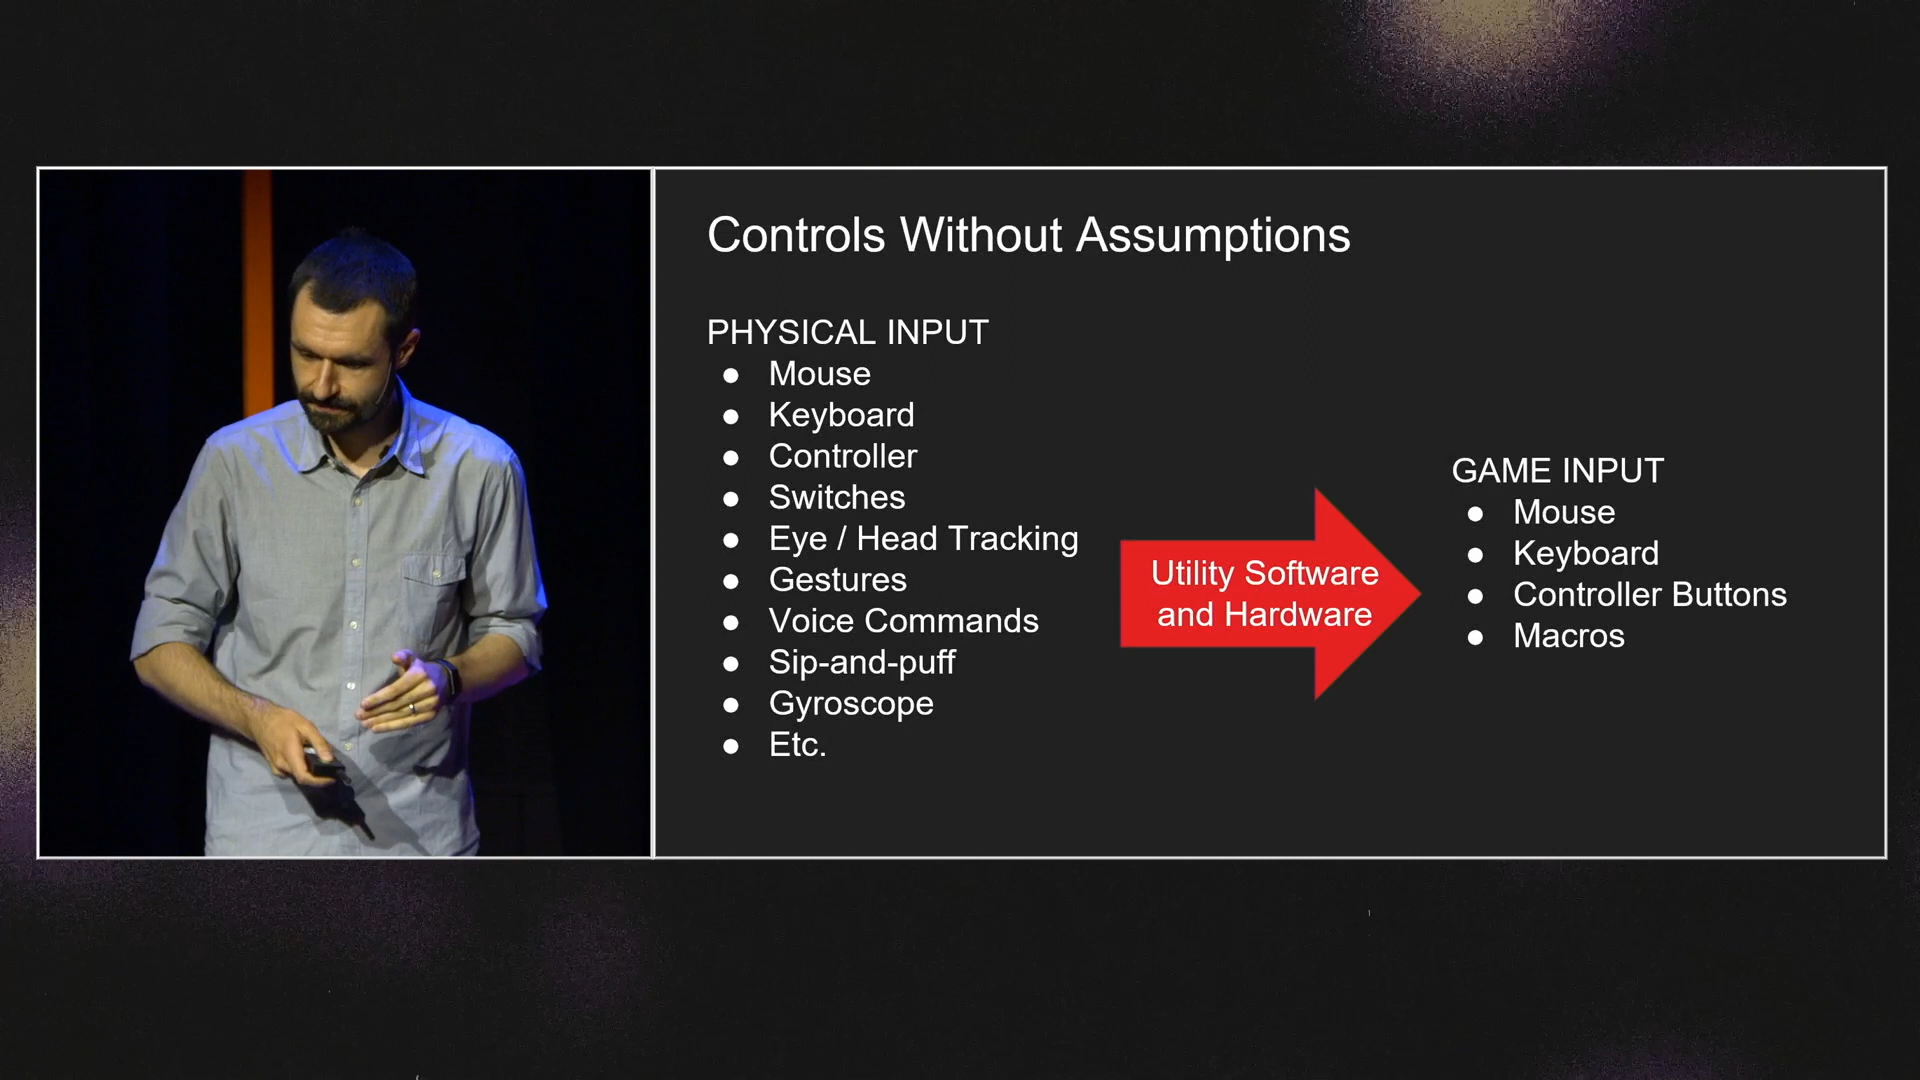 Controls Without Assumptions
PHYSICAL INPUT
● Mouse
● Keyboard
● Controller
● Switches
● Eye / Head Tracking
● Gestures
● Voice Commands
● Sip-and-puff
● Gyroscope
● Etc.
Utility Software
and Hardware
GAME INPUT
● Mouse
● Keyboard
● Controller Buttons
● Macros